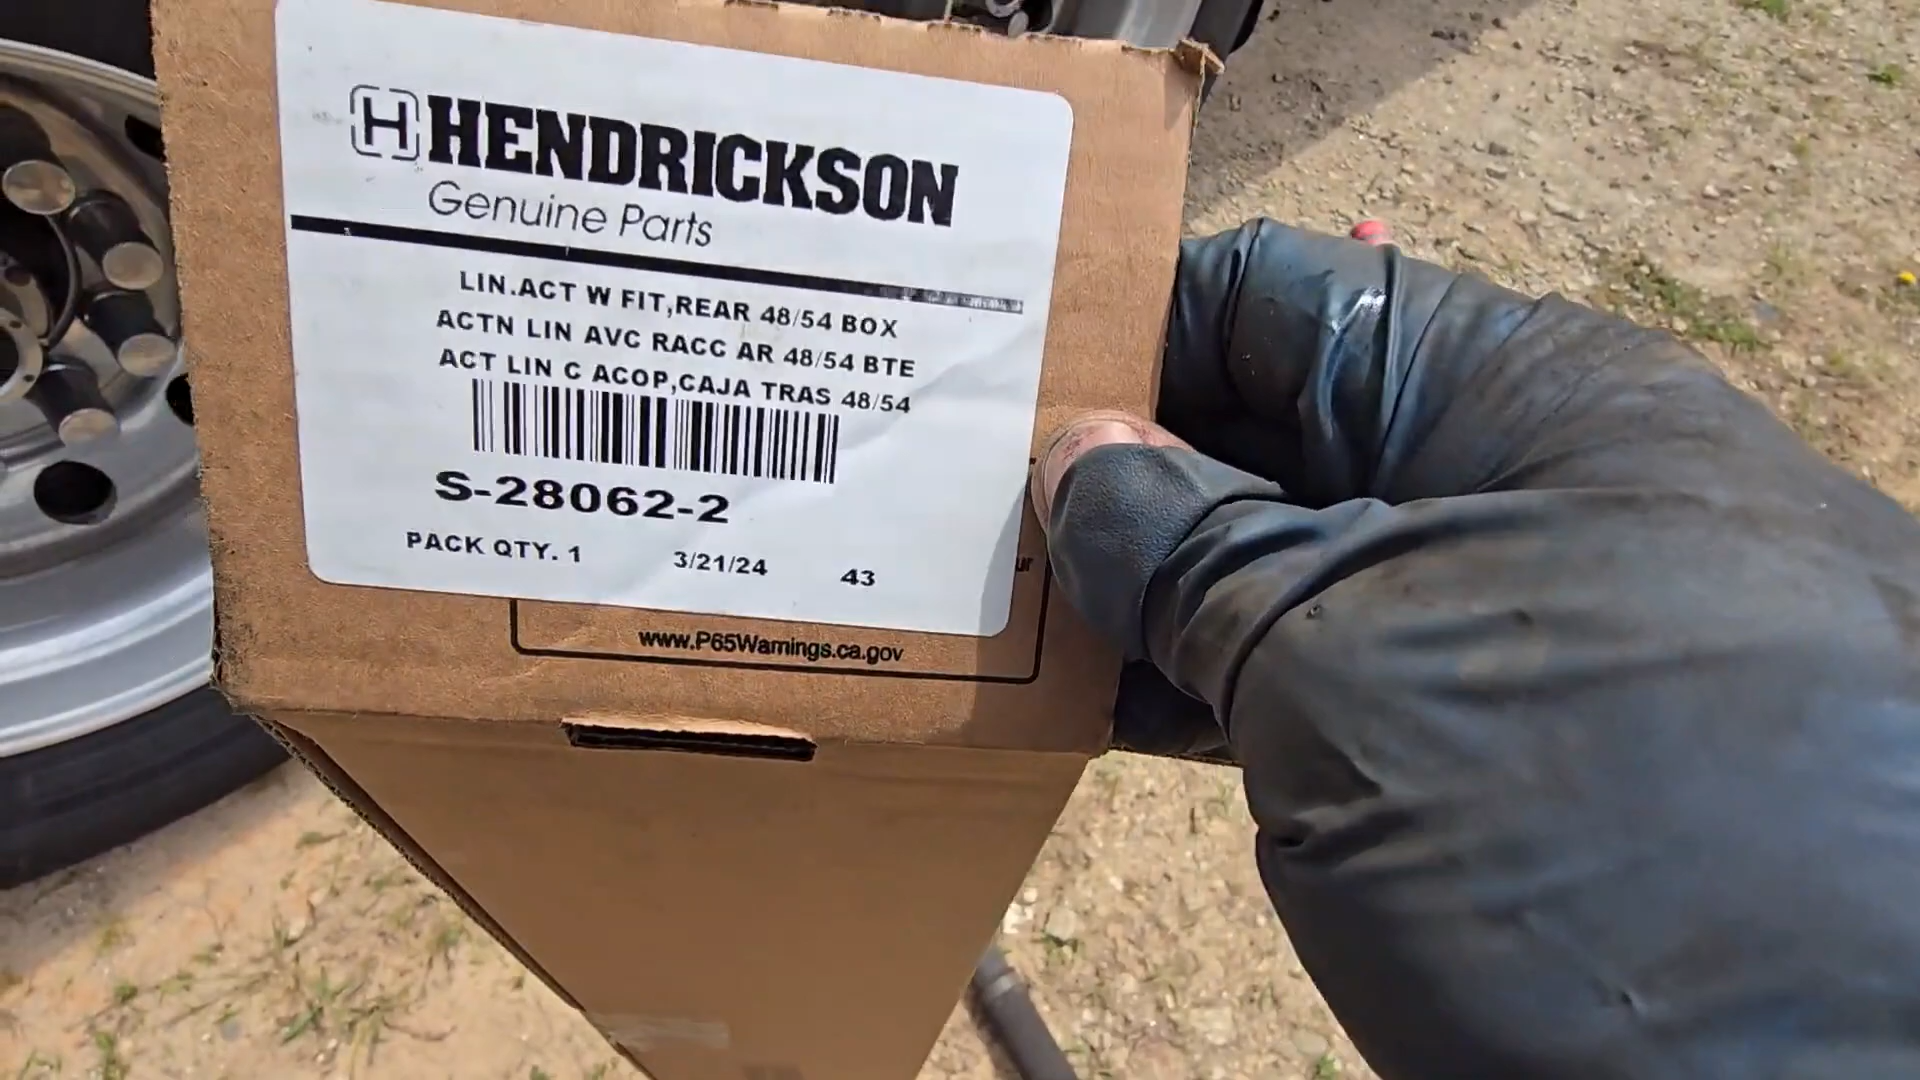 H HENDRICKSON
Genuine Parts
LIN.ACT W FIT,REAR 48/54 BOX
ACTN LIN AVC RACC AR 48/54 BTE
ACT LIN C ACOP,CAJA TRAS 48/54
S-28062-2
PACK QTY. 1 3/21/24 43
ur
www.P65Warnings.ca.gov